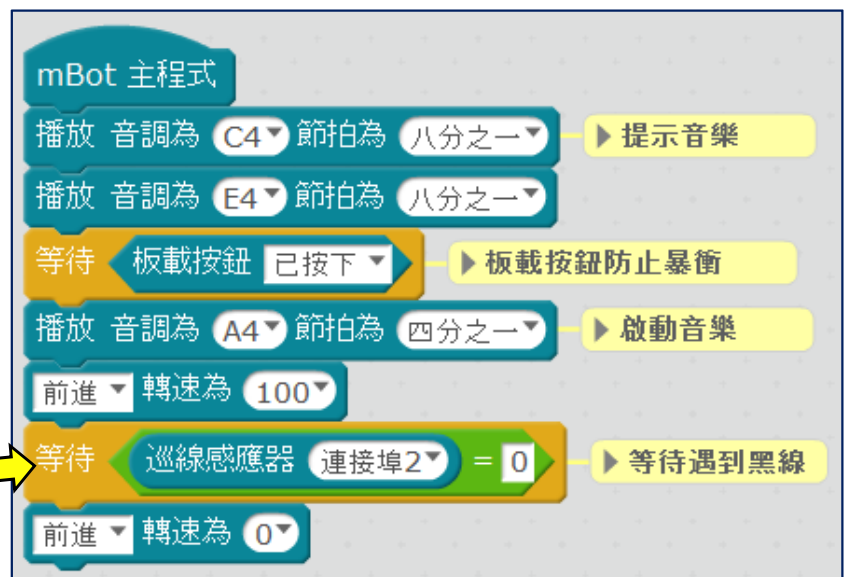 mBot 主程式
播放 音調為 C4 節拍為 八分之一 提示音樂
播放 音調為 E4 節拍為 八分之一
等待 板載按鈕 已按下 板載按鈕防止暴衝
播放 音調為 A4 節拍為 四分之一 啟動音樂
前進 轉速為 100
等待 巡線感應器 連接埠2 = 0 等待遇到黑線
前進 轉速為 0